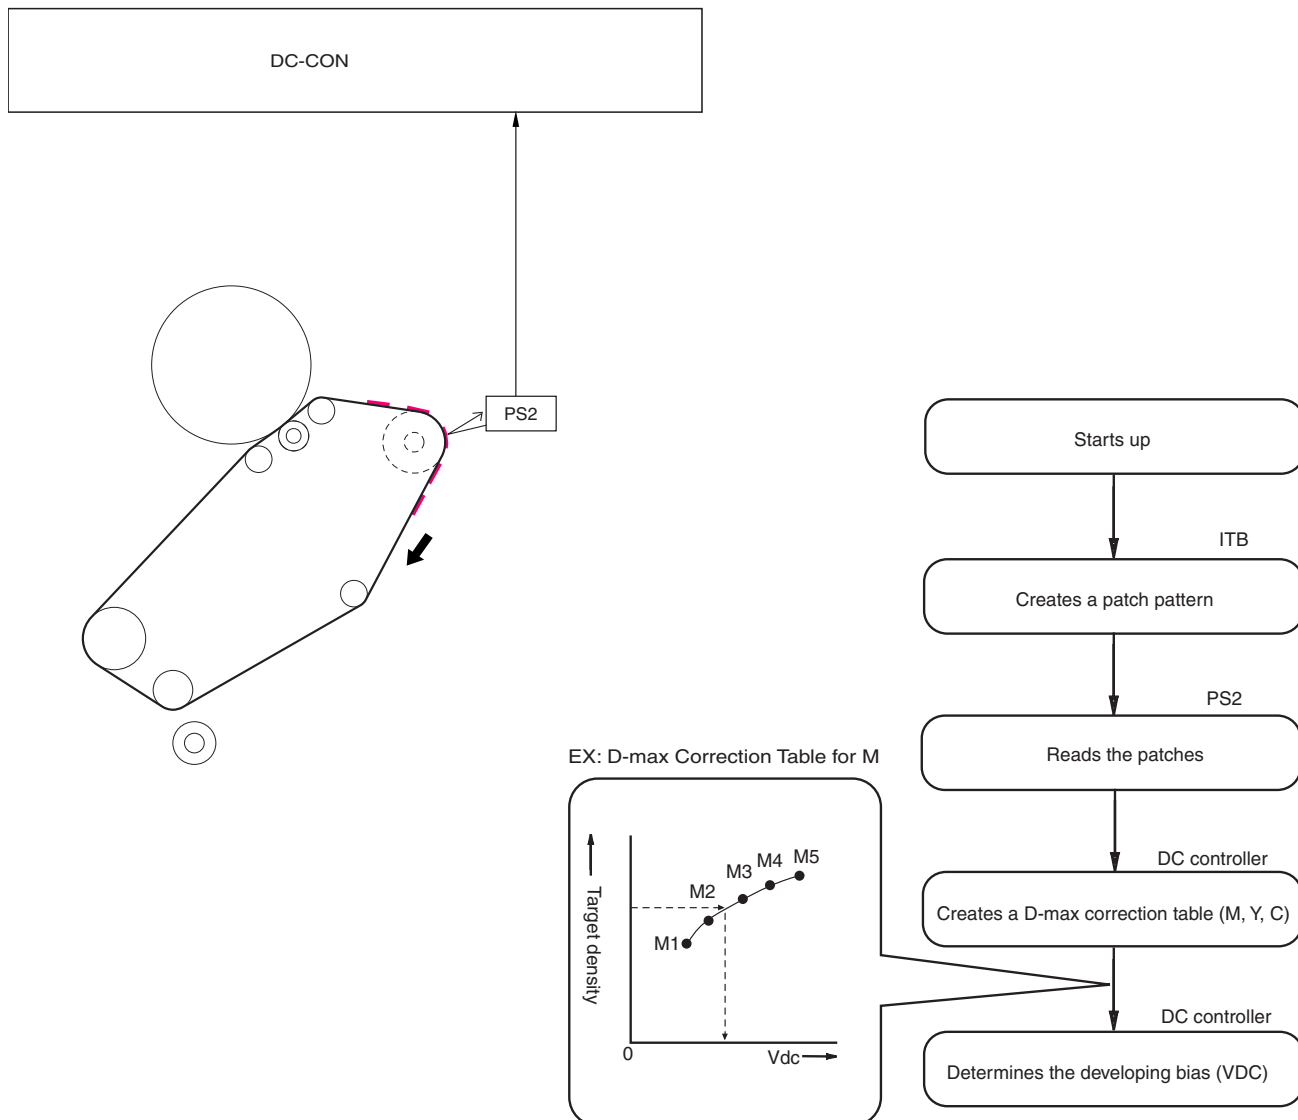 DC-CON
PS2
Starts up
ITB
Creates a patch pattern
PS2
Reads the patches
DC controller
Creates a D-max correction table (M, Y, C)
DC controller
Determines the developing bias (VDC)
EX: D-max Correction Table for M
Target density
M1
M2
M3
M4
M5
0
Vdc